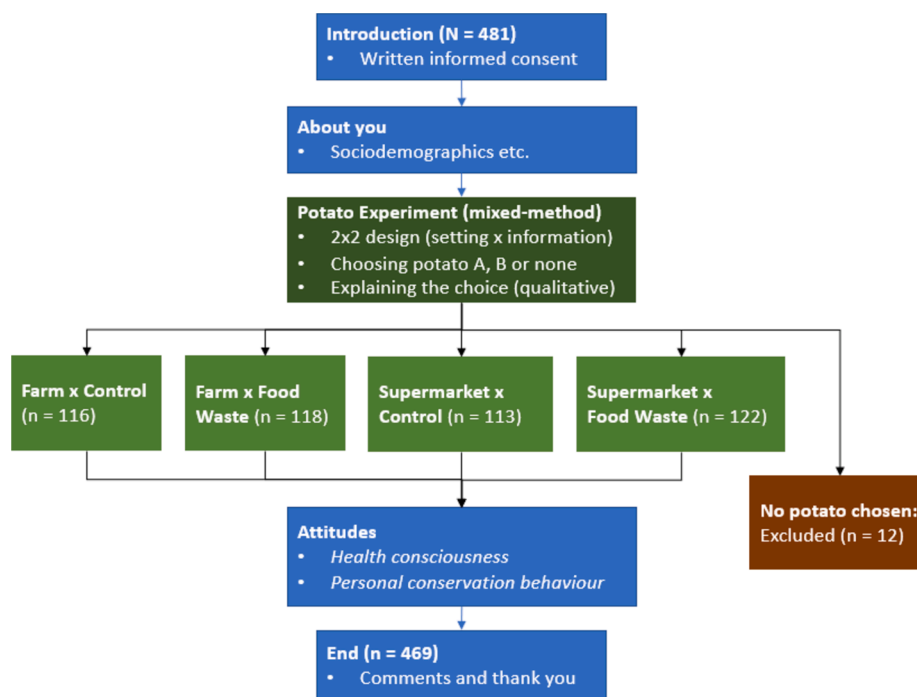 Introduction (N = 481)
• Written informed consent
About you
• Sociodemographics etc.
Potato Experiment (mixed-method)
• 2x2 design (setting x information)
• Choosing potato A, B or none
• Explaining the choice (qualitative)
Farm x Control
(n = 116)
Farm x Food
Waste (n = 118)
Supermarket x
Control (n = 113)
Supermarket x
Food Waste (n = 122)
No potato chosen:
Excluded (n = 12)
Attitudes
• Health consciousness
• Personal conservation behaviour
End (n = 469)
• Comments and thank you